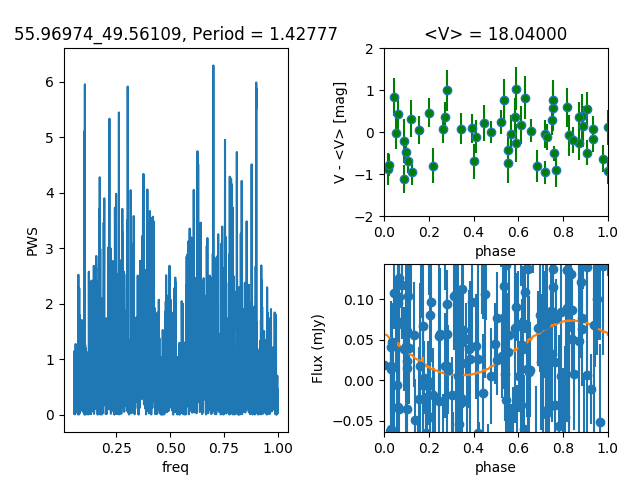 55.96974_49.56109, Period = 1.42777
PWS
6
5
4
3
2
1
0
0.25 0.50 0.75 1.00
freq
<V> = 18.04000
V - <V> [mag]
2
1
0
−1
−2
0.0 0.2 0.4 0.6 0.8 1.0
phase
Flux (mJy)
0.10
0.05
0.00
−0.05
0.0 0.2 0.4 0.6 0.8 1.0
phase